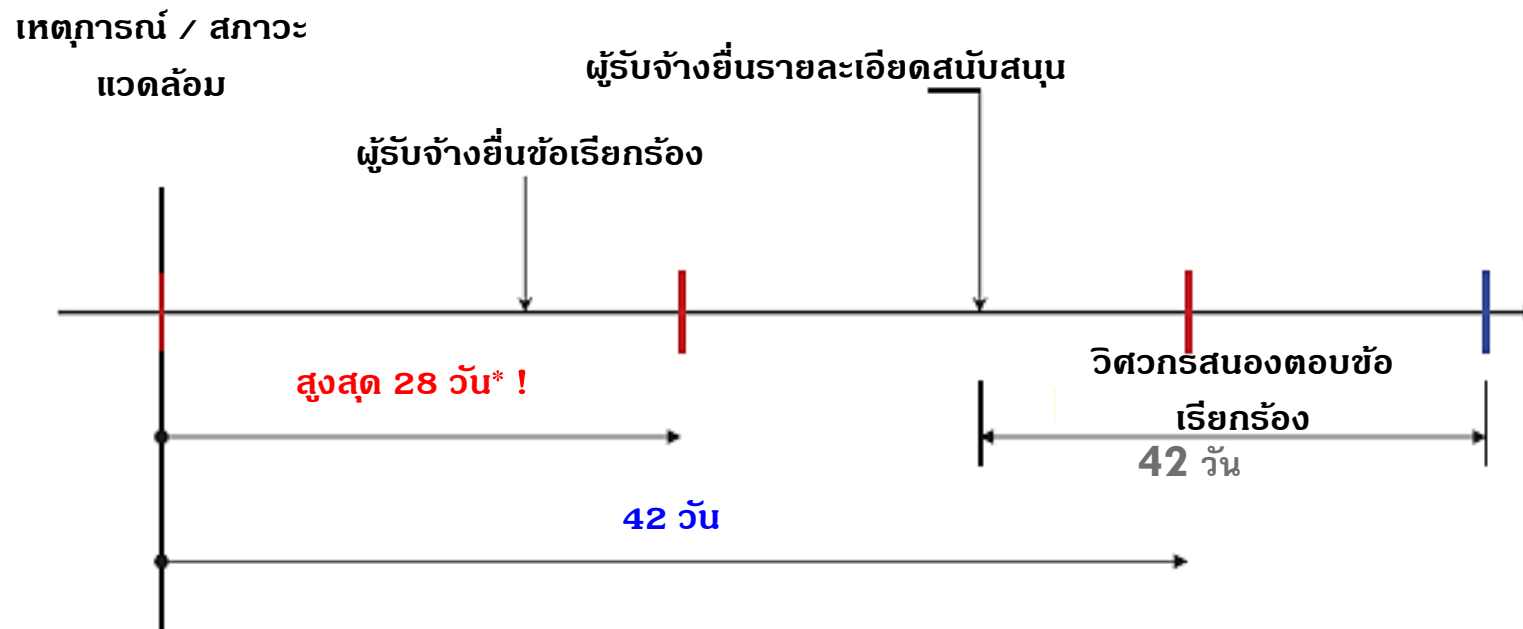 เหตุการณ์ / สภาวะ
แวดล้อม
ผู้รับจ้างยื่นรายละเอียดสนับสนุน
ผู้รับจ้างยื่นข้อเรียกร้อง
สูงสุด 28 วัน* !
วิศวกรสนองตอบข้อ
เรียกร้อง
42 วัน
42 วัน